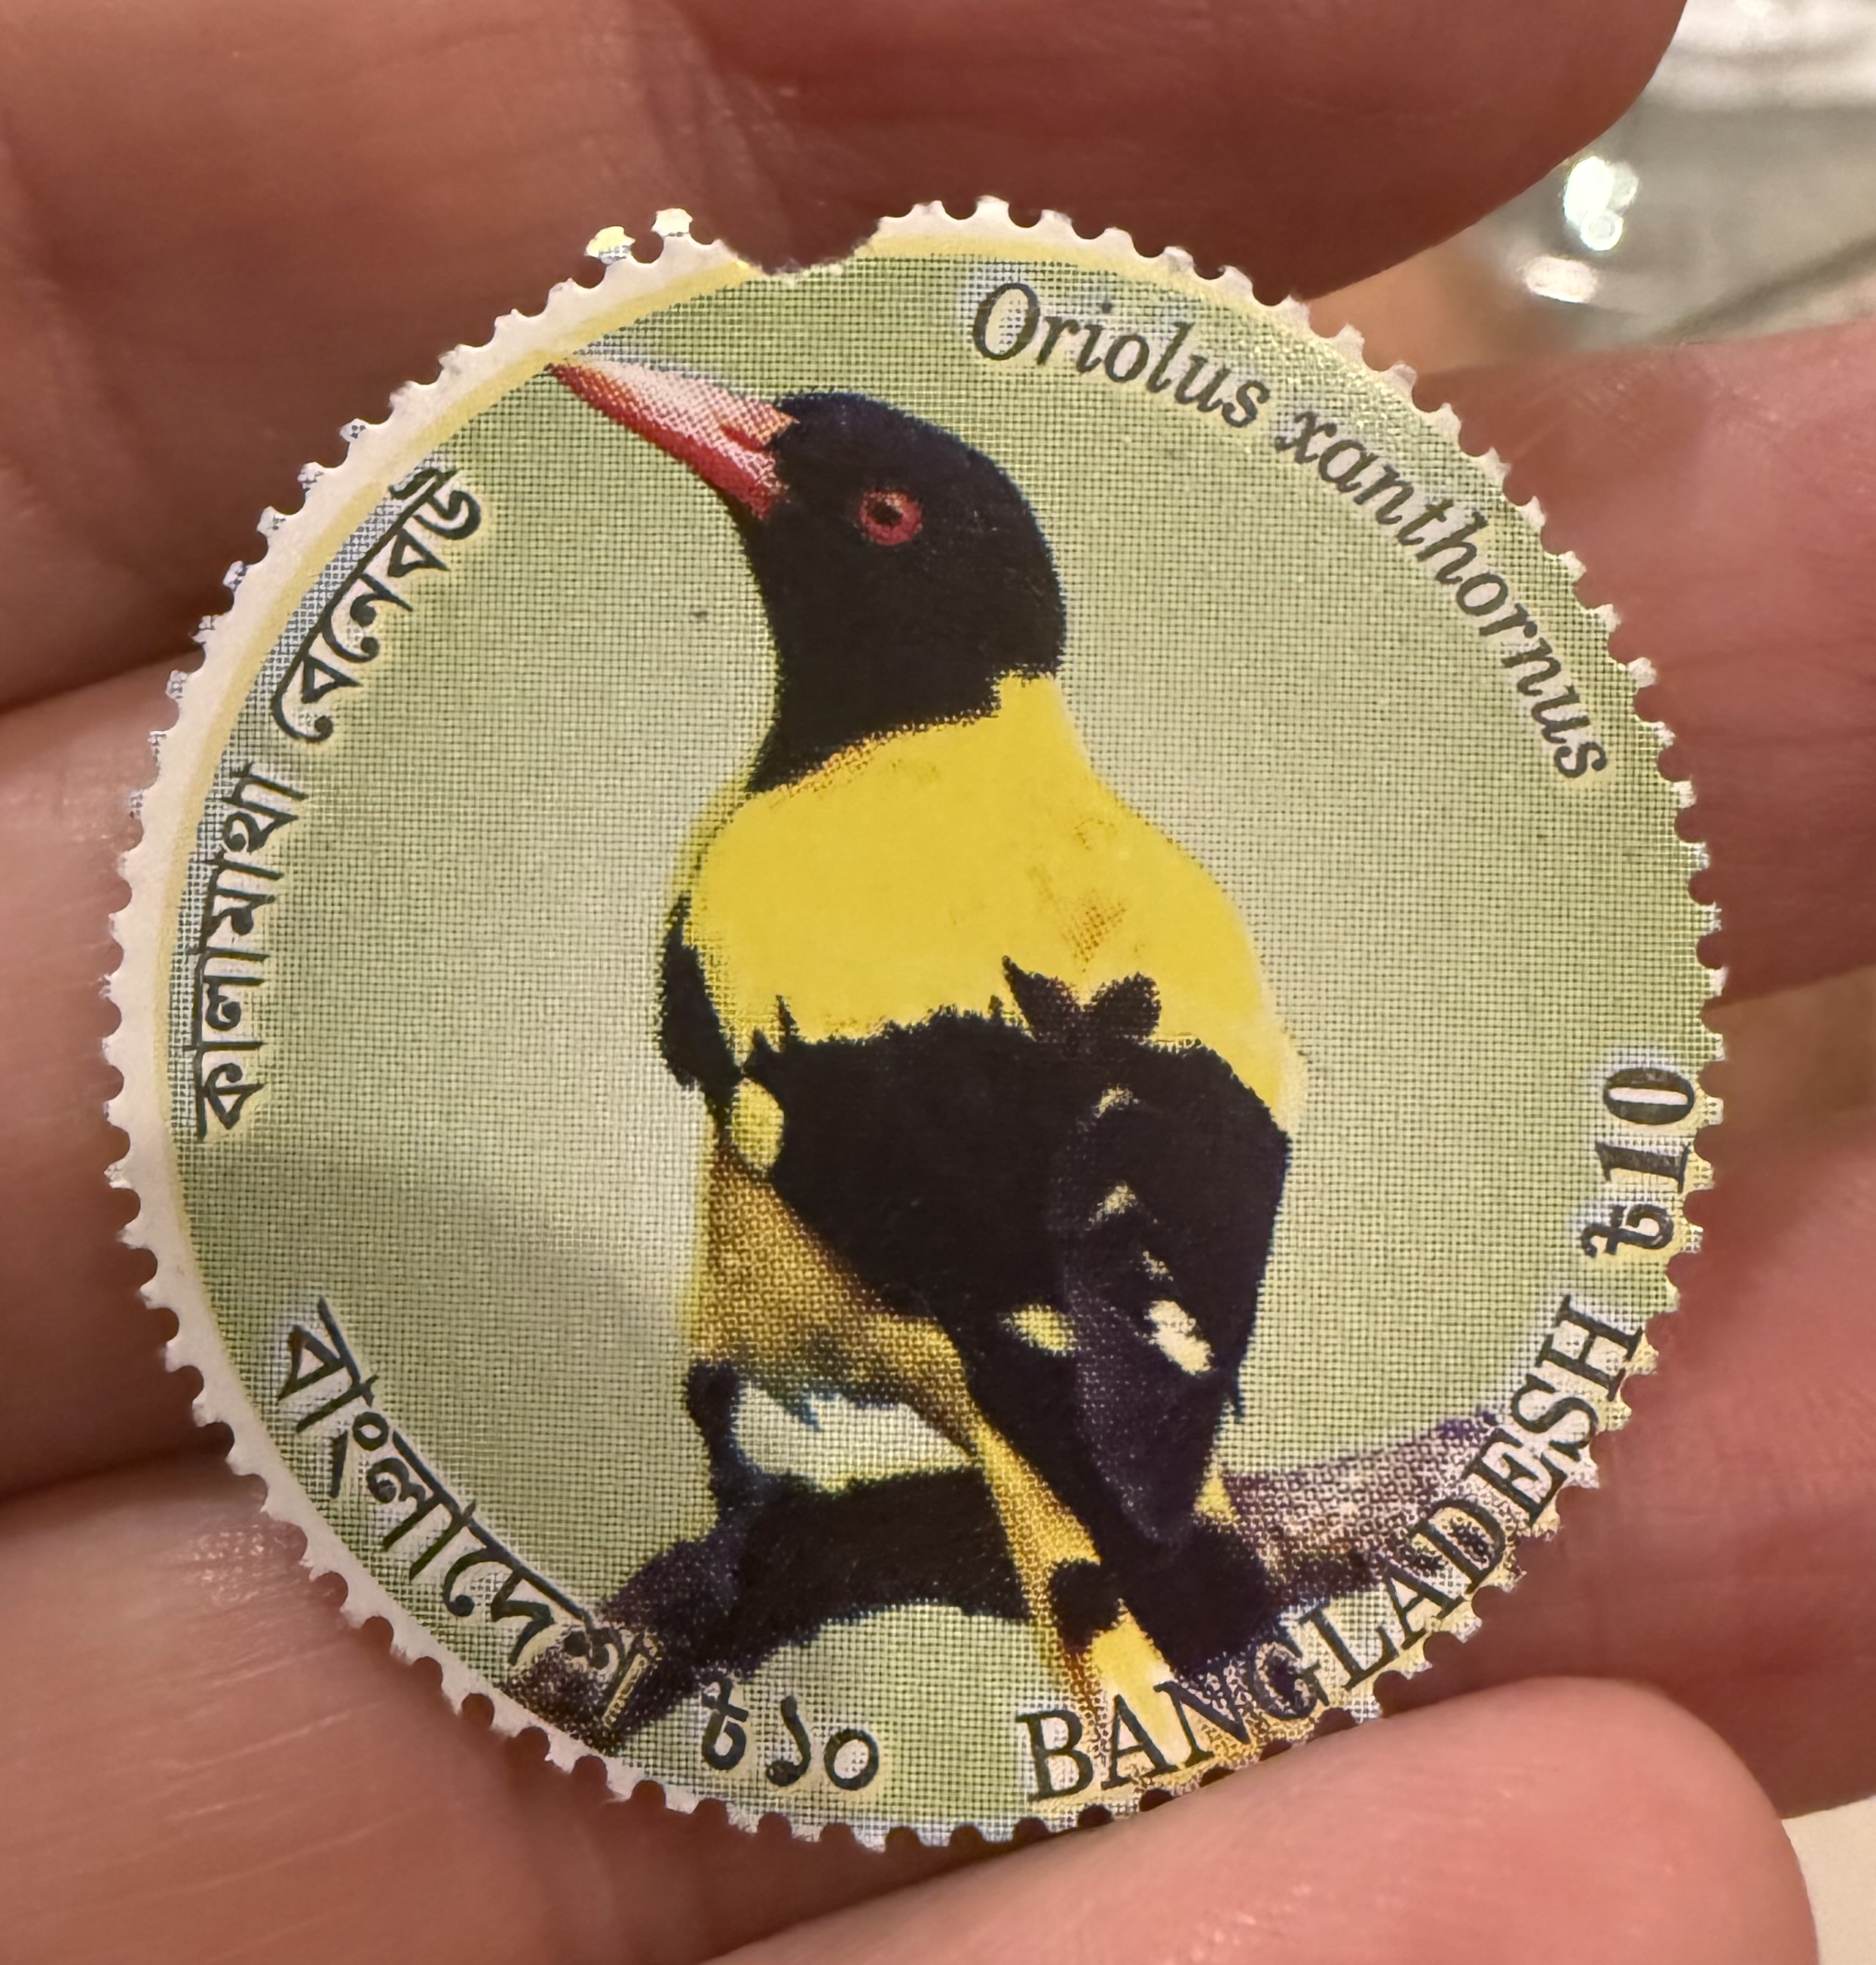 Oriolus xanthornus
কালামাথা বেনেবউ
বাংলাদেশ ৳১০
BANGLADESH ৳10